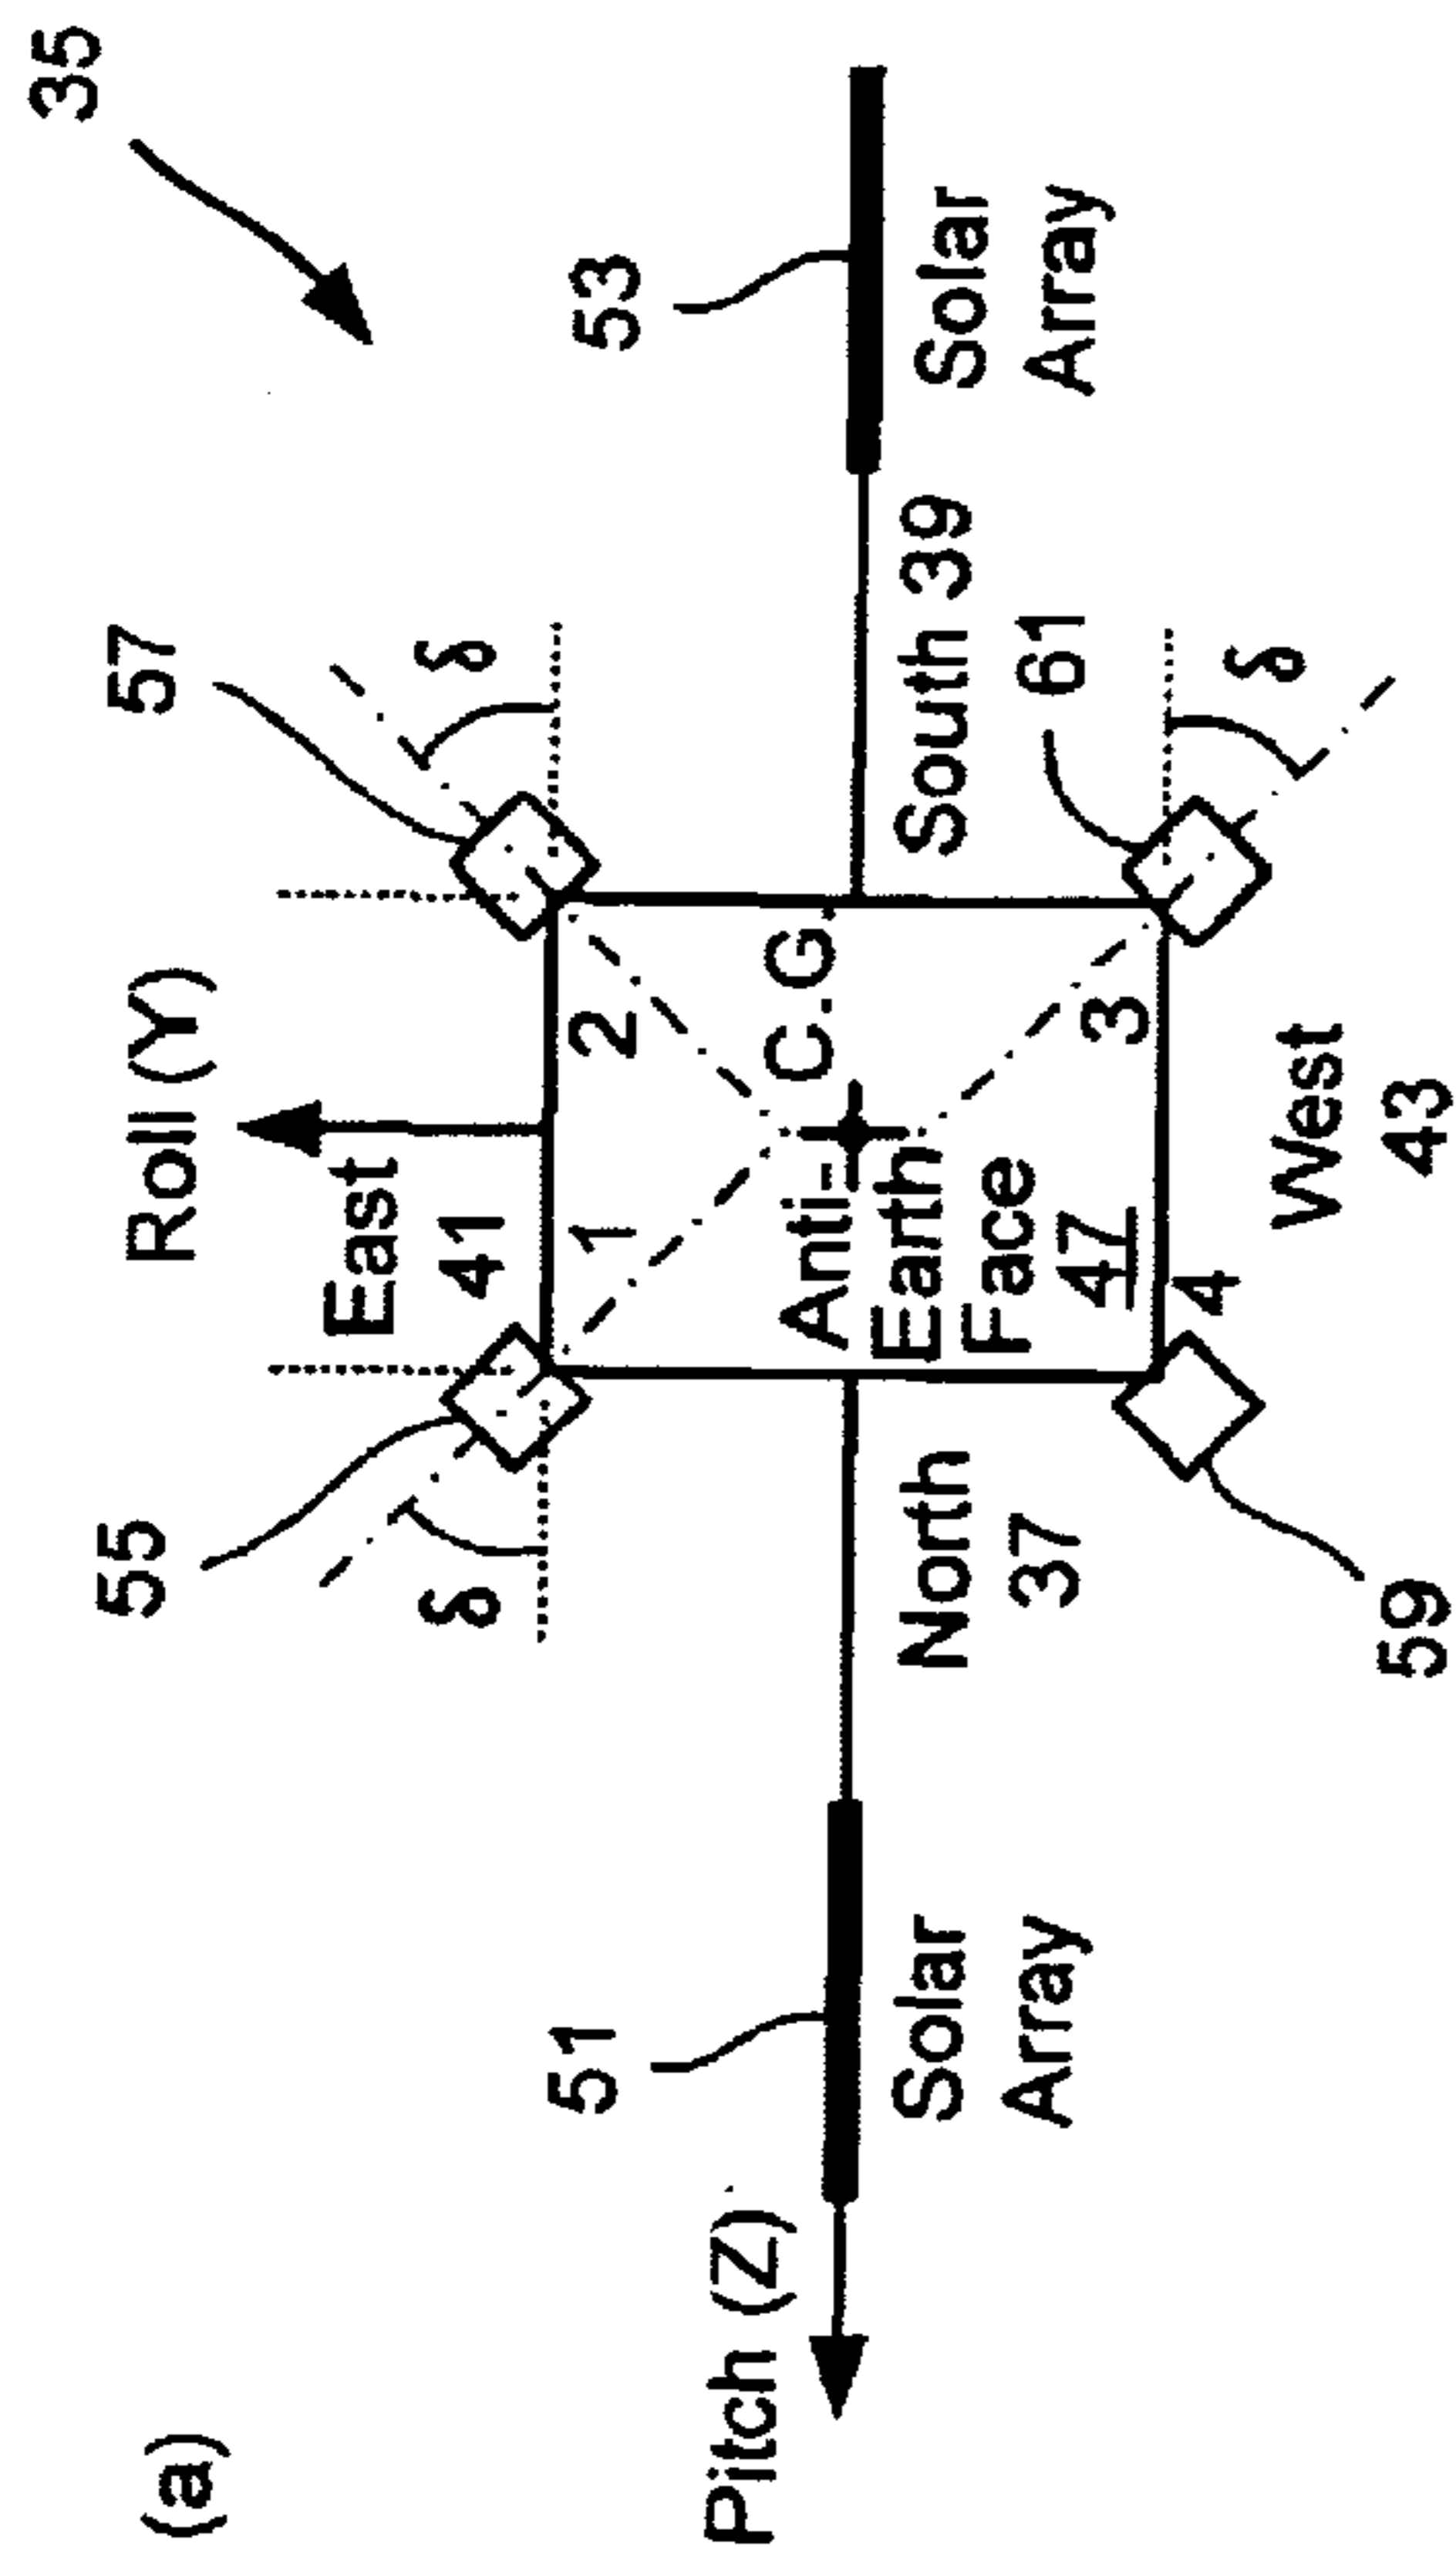 (a)
35
Roll (Y)
55
57
East
41
δ
δ
Pitch (Z)
51
53
1
2
C.G.
Anti-
Earth
Face
47
Solar
Array
North
37
South 39
Solar
Array
61
3
4
δ
West
43
59